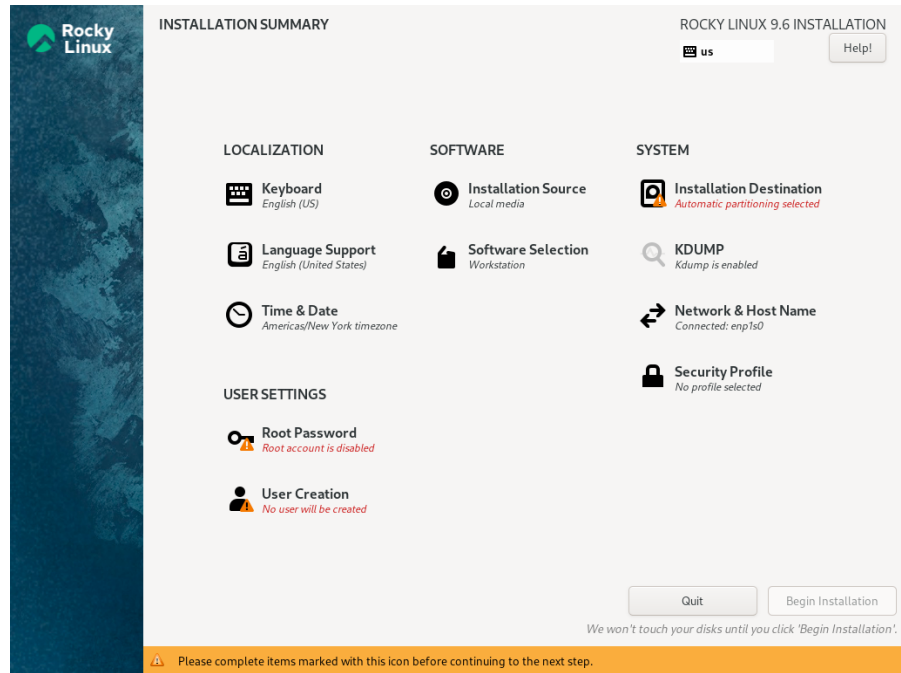 Rocky
Linux
INSTALLATION SUMMARY
ROCKY LINUX 9.6 INSTALLATION
us
Help!
LOCALIZATION
Keyboard
English (US)
Language Support
English (United States)
Time & Date
Americas/New York timezone
SOFTWARE
Installation Source
Local media
Software Selection
Workstation
SYSTEM
Installation Destination
Automatic partitioning selected
KDUMP
Kdump is enabled
Network & Host Name
Connected: enp1s0
Security Profile
No profile selected
USER SETTINGS
Root Password
Root account is disabled
User Creation
No user will be created
Quit
Begin Installation
We won't touch your disks until you click 'Begin Installation'.
Please complete items marked with this icon before continuing to the next step.